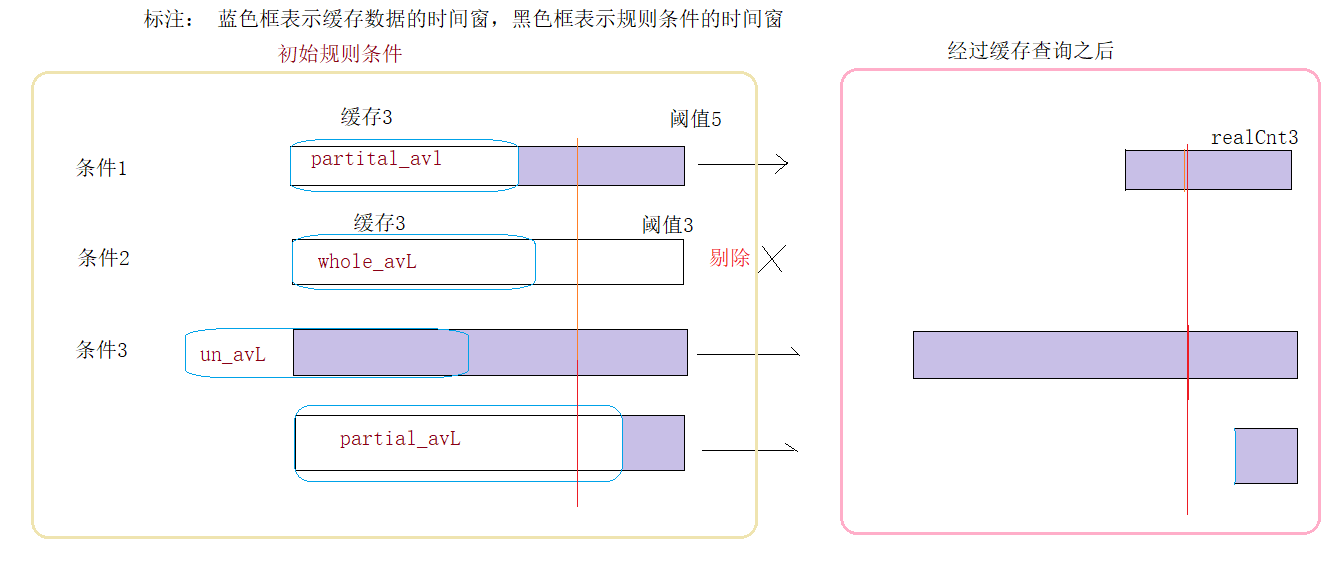 标注： 蓝色框表示缓存数据的时间窗，黑色框表示规则条件的时间窗
初始规则条件
经过缓存查询之后
缓存3
阈值5
条件1
partital_avl
realCnt3
缓存3
阈值3
条件2
whole_avL
剔除
条件3
un_avL
partial_avL